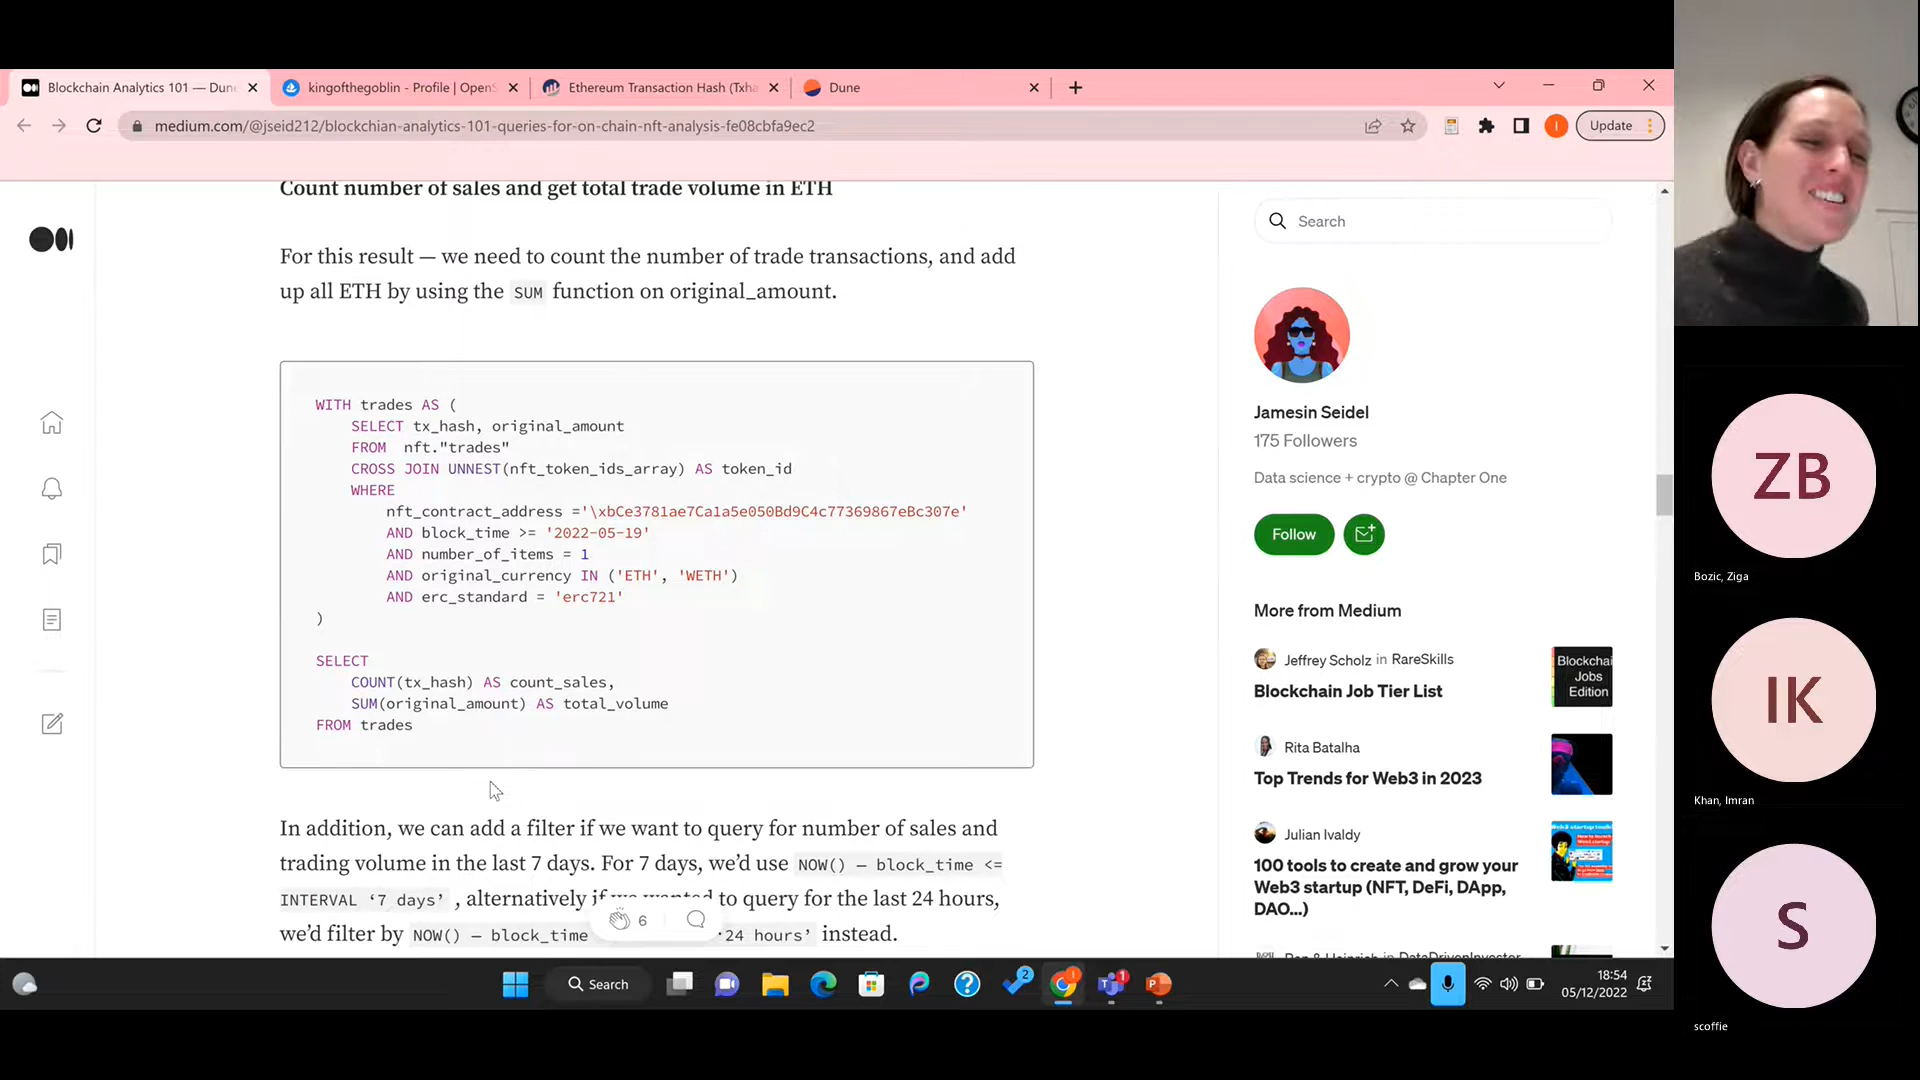 Blockchain Analytics 101 — Dune
kingofthegoblin - Profile | OpenS
Ethereum Transaction Hash (Txha
Dune
medium.com/@jseid212/blockchian-analytics-101-queries-for-on-chain-nft-analysis-fe08cbfa9ec2
I
Update
Count number of sales and get total trade volume in ETH
For this result — we need to count the number of trade transactions, and add
up all ETH by using the SUM function on original_amount.
WITH trades AS (
SELECT tx_hash, original_amount
FROM nft."trades"
CROSS JOIN UNNEST(nft_token_ids_array) AS token_id
WHERE
nft_contract_address ='\xbCe3781ae7Ca1a5e050Bd9C4c77369867eBc307e'
AND block_time >= '2022-05-19'
AND number_of_items = 1
AND original_currency IN ('ETH', 'WETH')
AND erc_standard = 'erc721'
)
SELECT
COUNT(tx_hash) AS count_sales,
SUM(original_amount) AS total_volume
FROM trades
In addition, we can add a filter if we want to query for number of sales and
trading volume in the last 7 days. For 7 days, we’d use NOW() – block_time <=
INTERVAL ‘7 days’ , alternatively if we wanted to query for the last 24 hours,
we’d filter by NOW() – block_time 24 hours’ instead.
6
Search
Jamesin Seidel
175 Followers
Data science + crypto @ Chapter One
Follow
More from Medium
Jeffrey Scholz in RareSkills
Blockchain Job Tier List
Blockchai
Jobs
Edition
Rita Batalha
Top Trends for Web3 in 2023
Julian Ivaldy
100 tools to create and grow your
Web3 startup (NFT, DeFi, DApp,
DAO...)
Search
2
1
18:54
05/12/2022
ZB
Bozic, Ziga
IK
Khan, Imran
S
scoffie